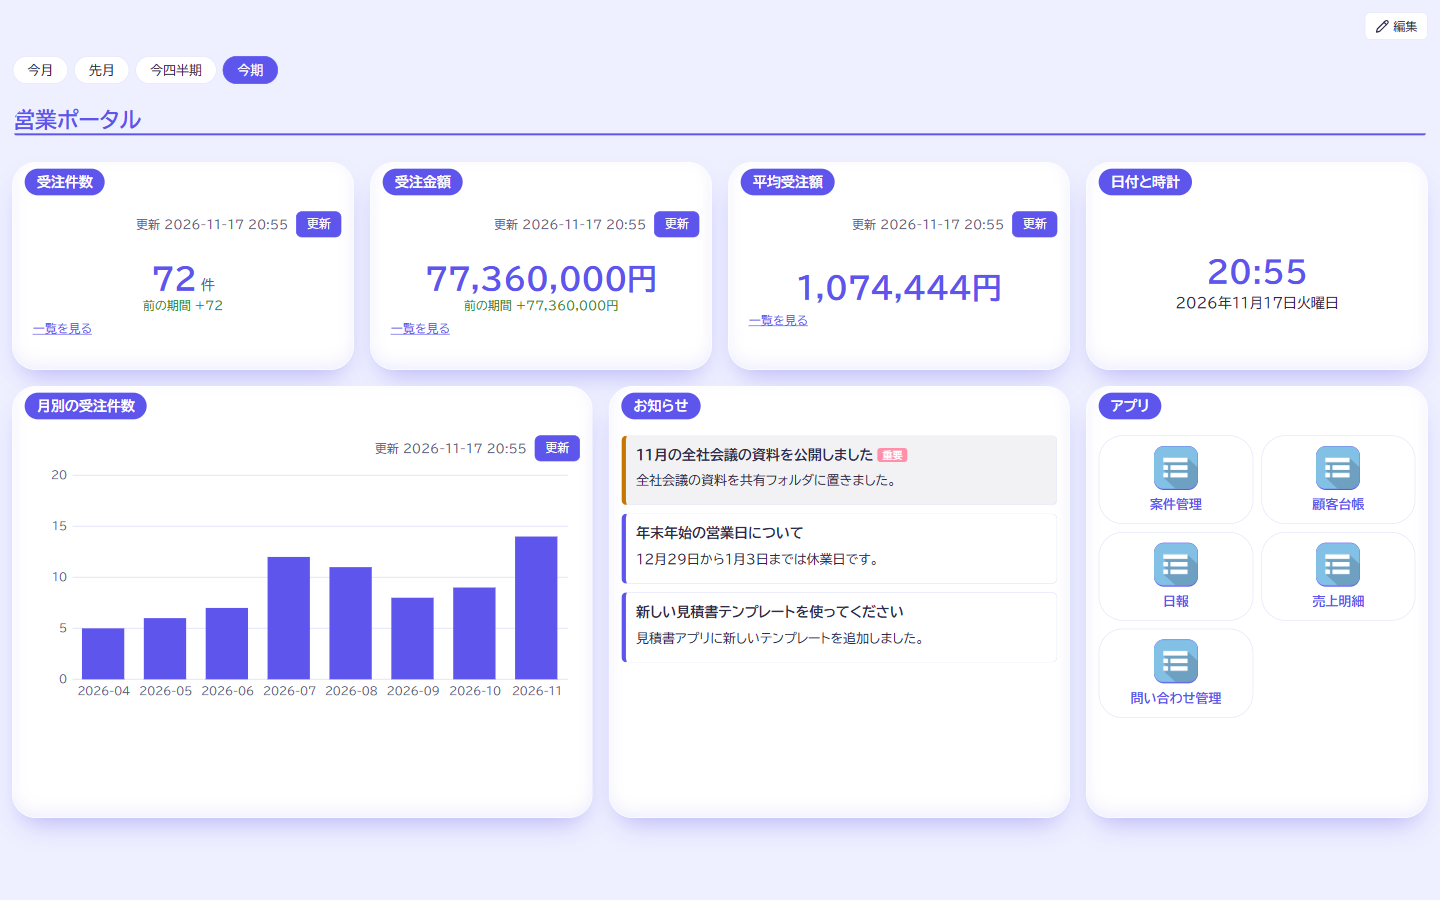 編集
今月
先月
今四半期
今期
営業ポータル
受注件数
更新 2026-11-17 20:55
更新
72 件
前の期間 +72
一覧を見る
受注金額
更新 2026-11-17 20:55
更新
77,360,000円
前の期間 +77,360,000円
一覧を見る
平均受注額
更新 2026-11-17 20:55
更新
1,074,444円
一覧を見る
日付と時計
20:55
2026年11月17日火曜日
月別の受注件数
更新 2026-11-17 20:55
更新
20
15
10
5
0
2026-04 2026-05 2026-06 2026-07 2026-08 2026-09 2026-10 2026-11
お知らせ
11月の全社会議の資料を公開しました 重要
全社会議の資料を共有フォルダに置きました。
年末年始の営業日について
12月29日から1月3日までは休業日です。
新しい見積書テンプレートを使ってください
見積書アプリに新しいテンプレートを追加しました。
アプリ
案件管理
顧客台帳
日報
売上明細
問い合わせ管理